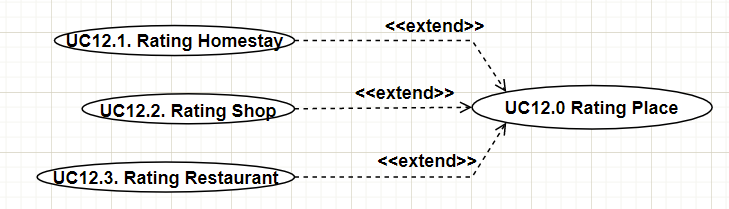 <<extend>>
UC12.1. Rating Homestay
<<extend>>
UC12.2. Rating Shop
UC12.0 Rating Place
<<extend>>
UC12.3. Rating Restaurant